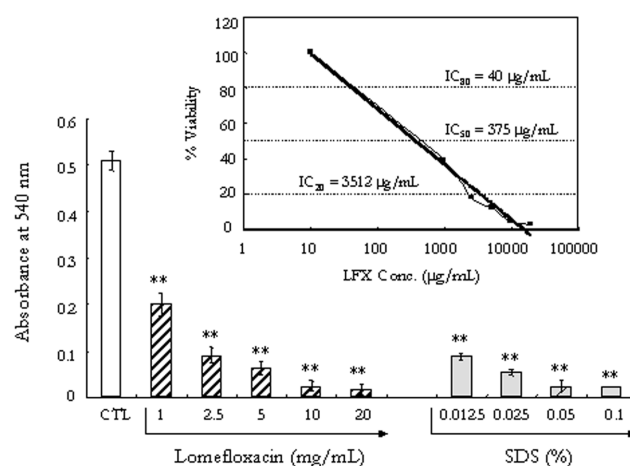 120
100
80
60
40
20
0
% Viability
IC80 = 40 µg/mL
IC50 = 375 µg/mL
IC20 = 3512 µg/mL
1 10 100 1000 10000 100000
LFX Conc. (µg/mL)
0.6
0.5
0.4
0.3
0.2
0.1
0
Absorbance at 540 nm
** ** ** ** ** ** ** ** **
CTL 1 2.5 5 10 20 0.0125 0.025 0.05 0.1
Lomefloxacin (mg/mL) SDS (%)